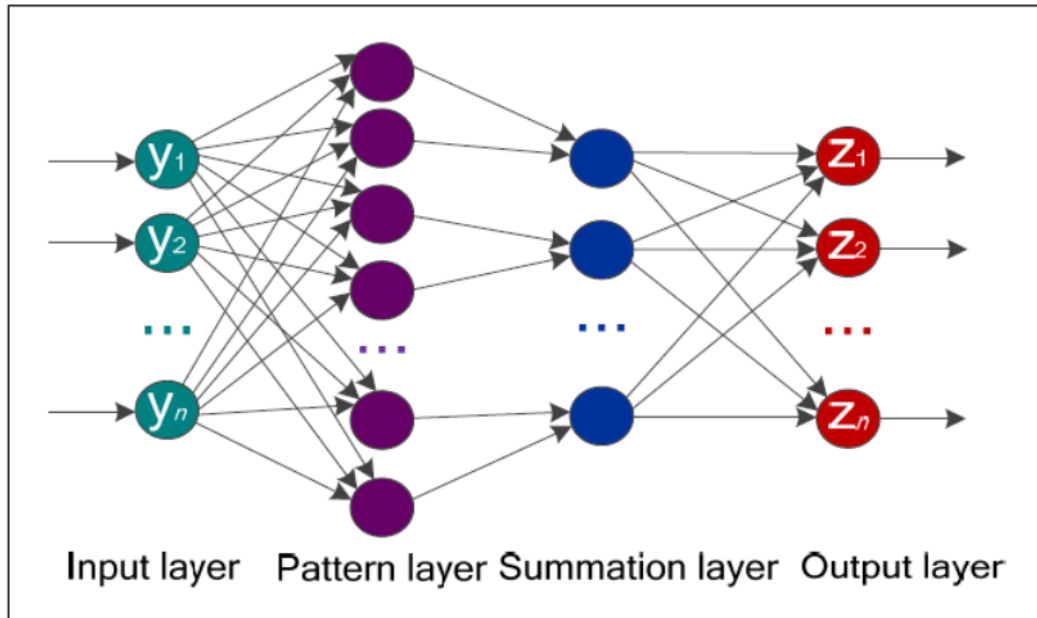 y1
z1
y2
z2
... ... ... ...
yn
zn
Input layer Pattern layer Summation layer Output layer